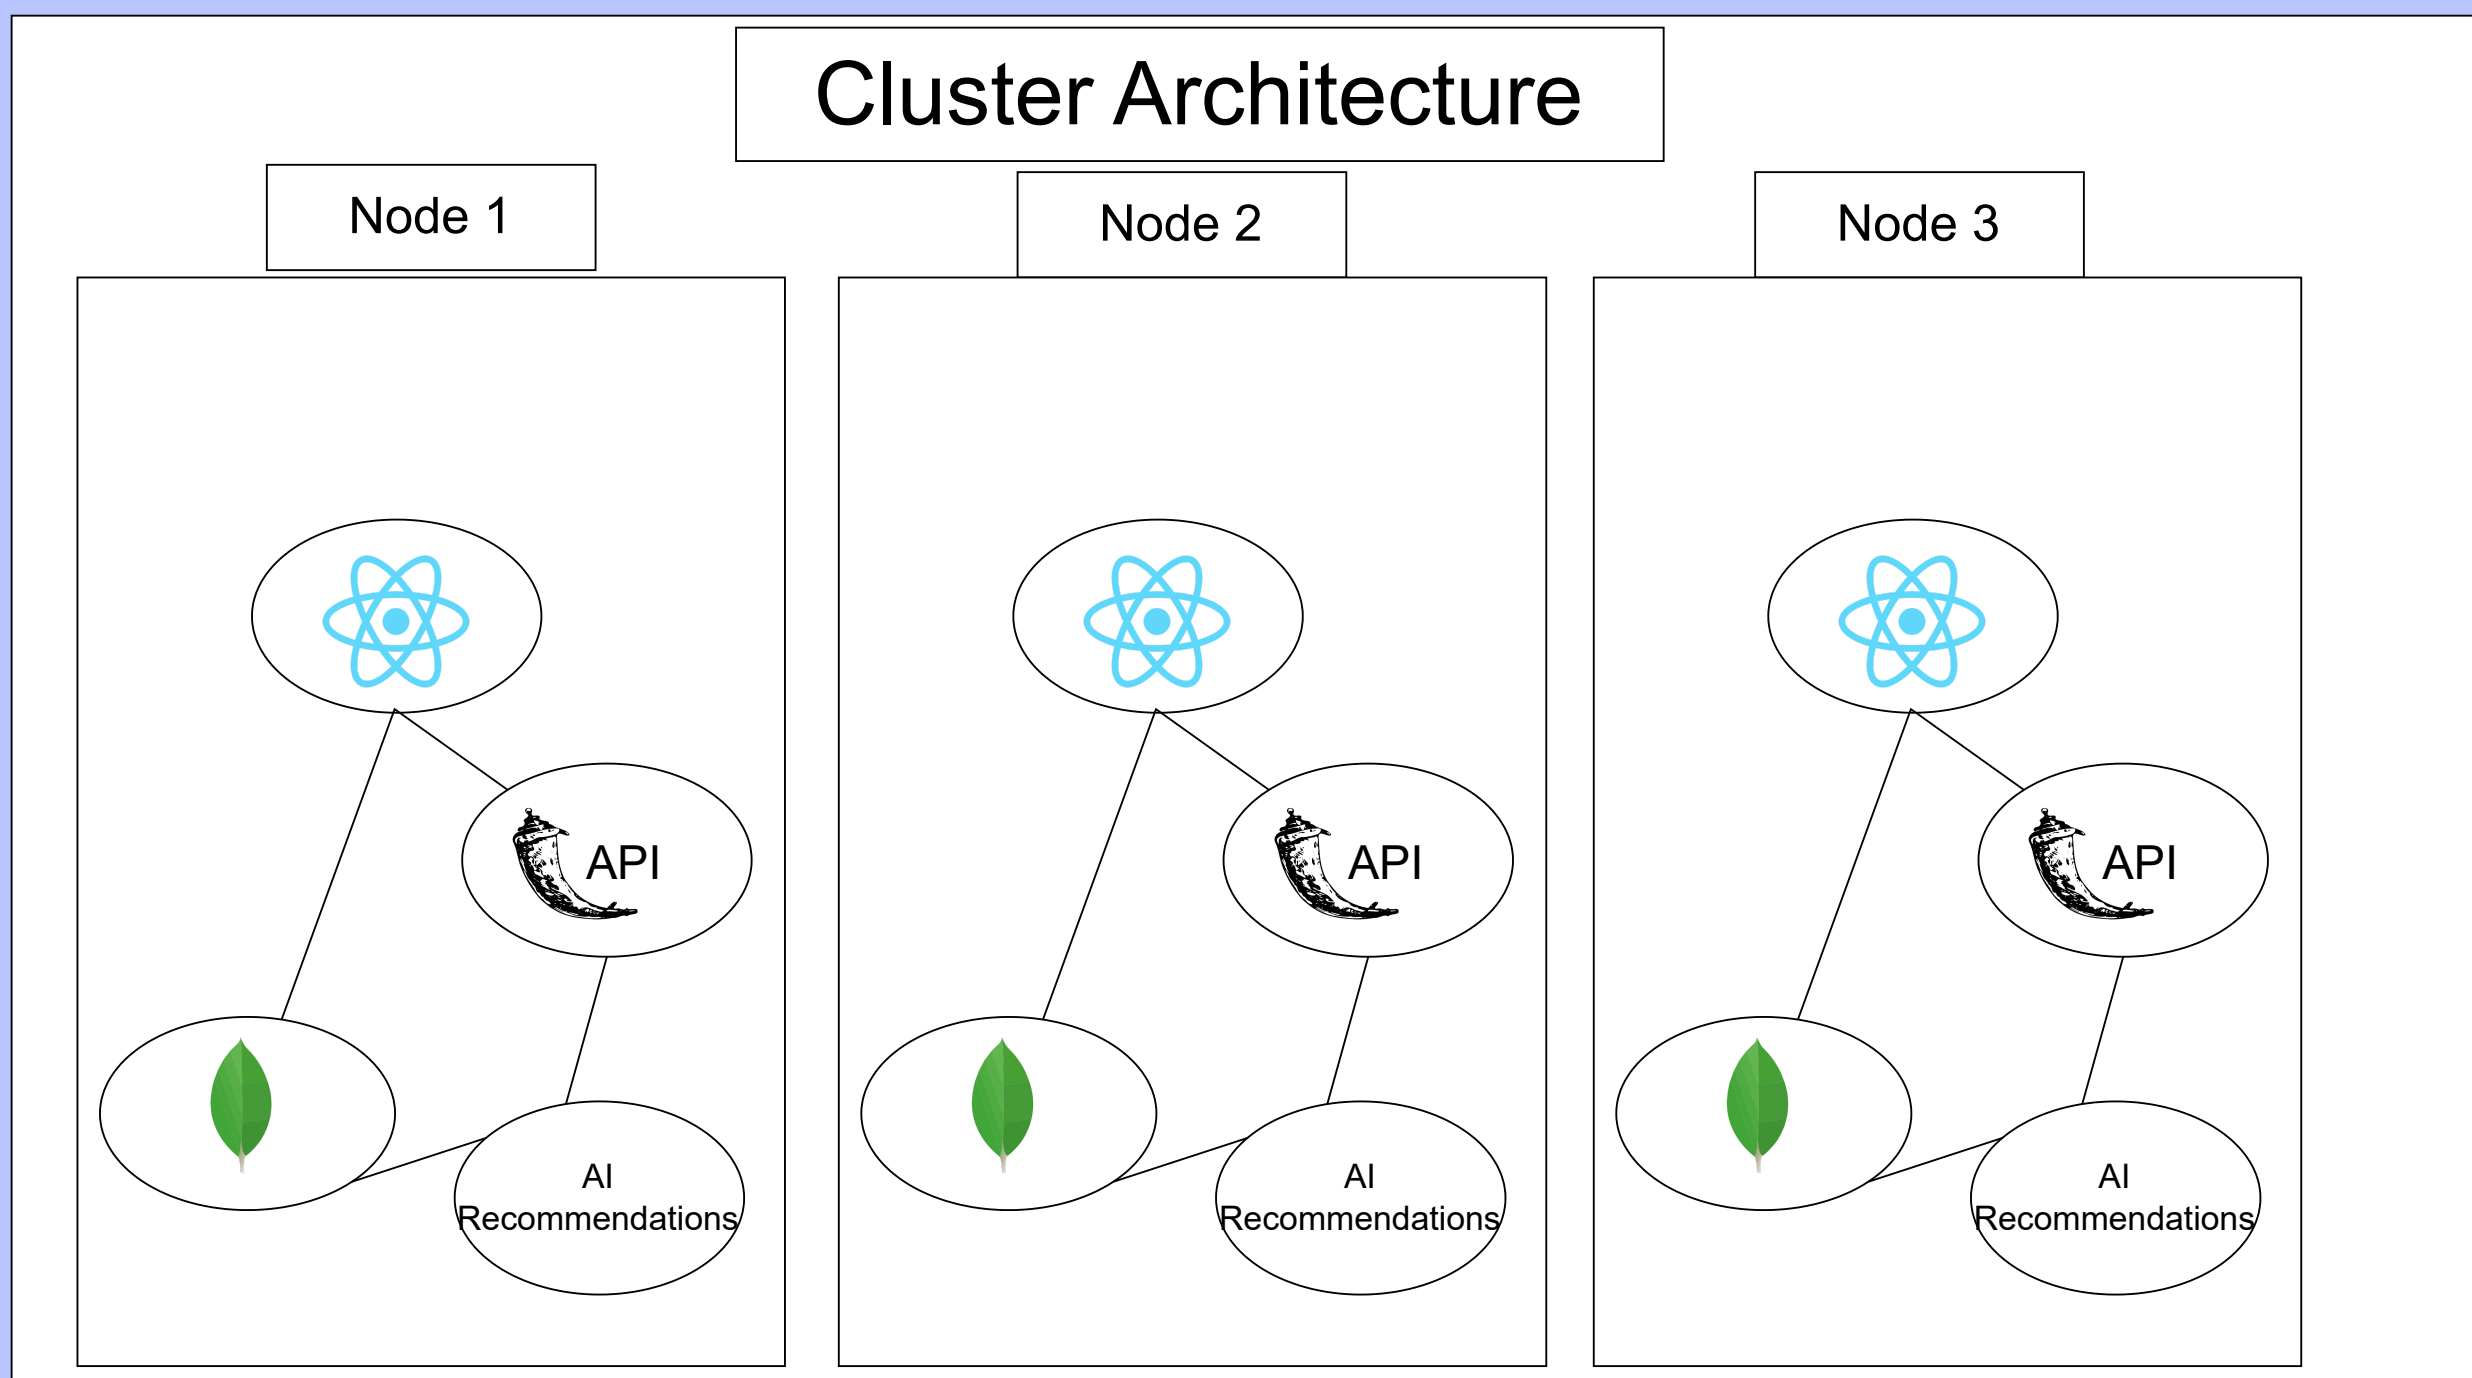 Cluster Architecture
Node 1
Node 2
Node 3
API
API
API
AI
Recommendations
AI
Recommendations
AI
Recommendations